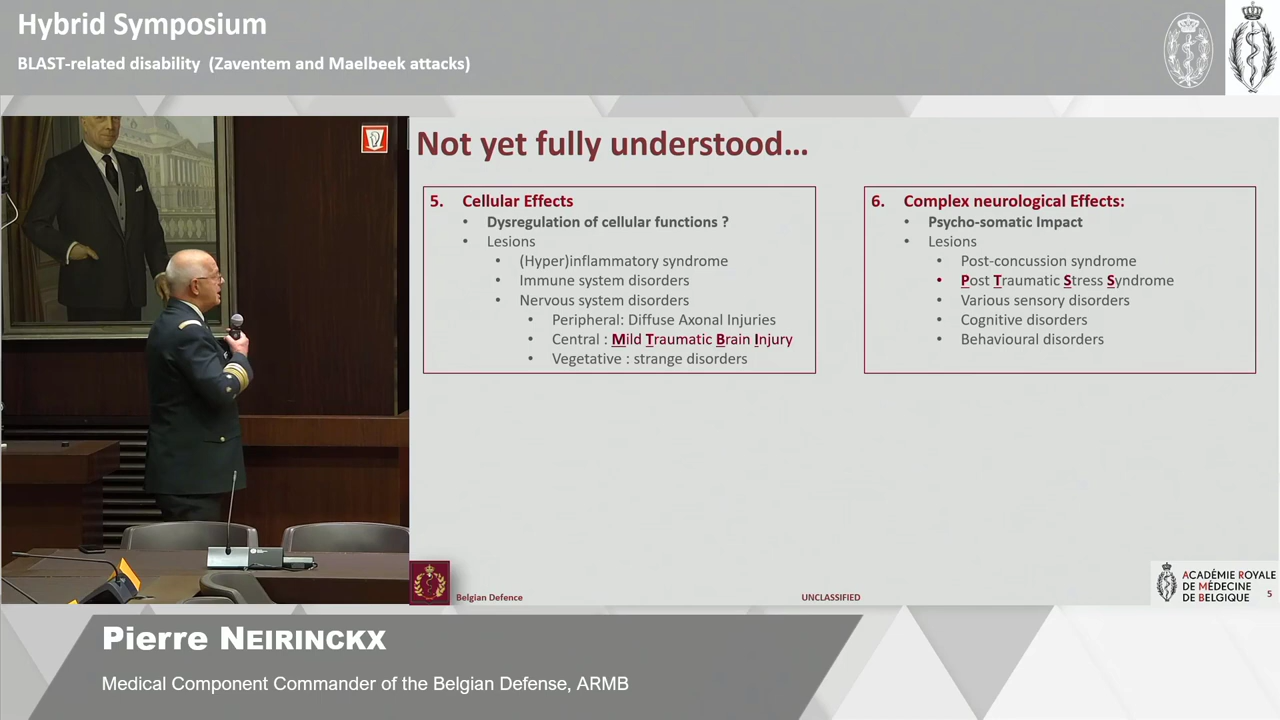 Hybrid Symposium
BLAST-related disability (Zaventem and Maelbeek attacks)
Not yet fully understood...
5. Cellular Effects
• Dysregulation of cellular functions ?
• Lesions
• (Hyper)inflammatory syndrome
• Immune system disorders
• Nervous system disorders
• Peripheral: Diffuse Axonal Injuries
• Central : Mild Traumatic Brain Injury
• Vegetative : strange disorders
6. Complex neurological Effects:
• Psycho-somatic Impact
• Lesions
• Post-concussion syndrome
• Post Traumatic Stress Syndrome
• Various sensory disorders
• Cognitive disorders
• Behavioural disorders
Belgian Defence
UNCLASSIFIED
ACADÉMIE ROYALE
DE MÉDECINE
DE BELGIQUE
5
Pierre NEIRINCKX
Medical Component Commander of the Belgian Defense, ARMB